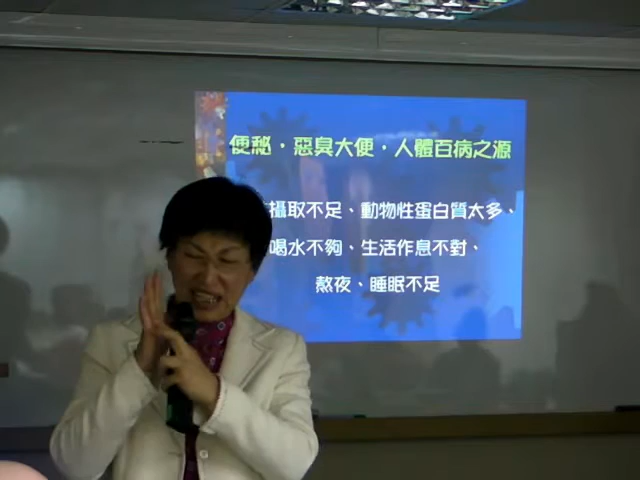 便秘‧惡臭大便‧人體百病之源
攝取不足、動物性蛋白質太多、
喝水不夠、生活作息不對、
熬夜、睡眠不足